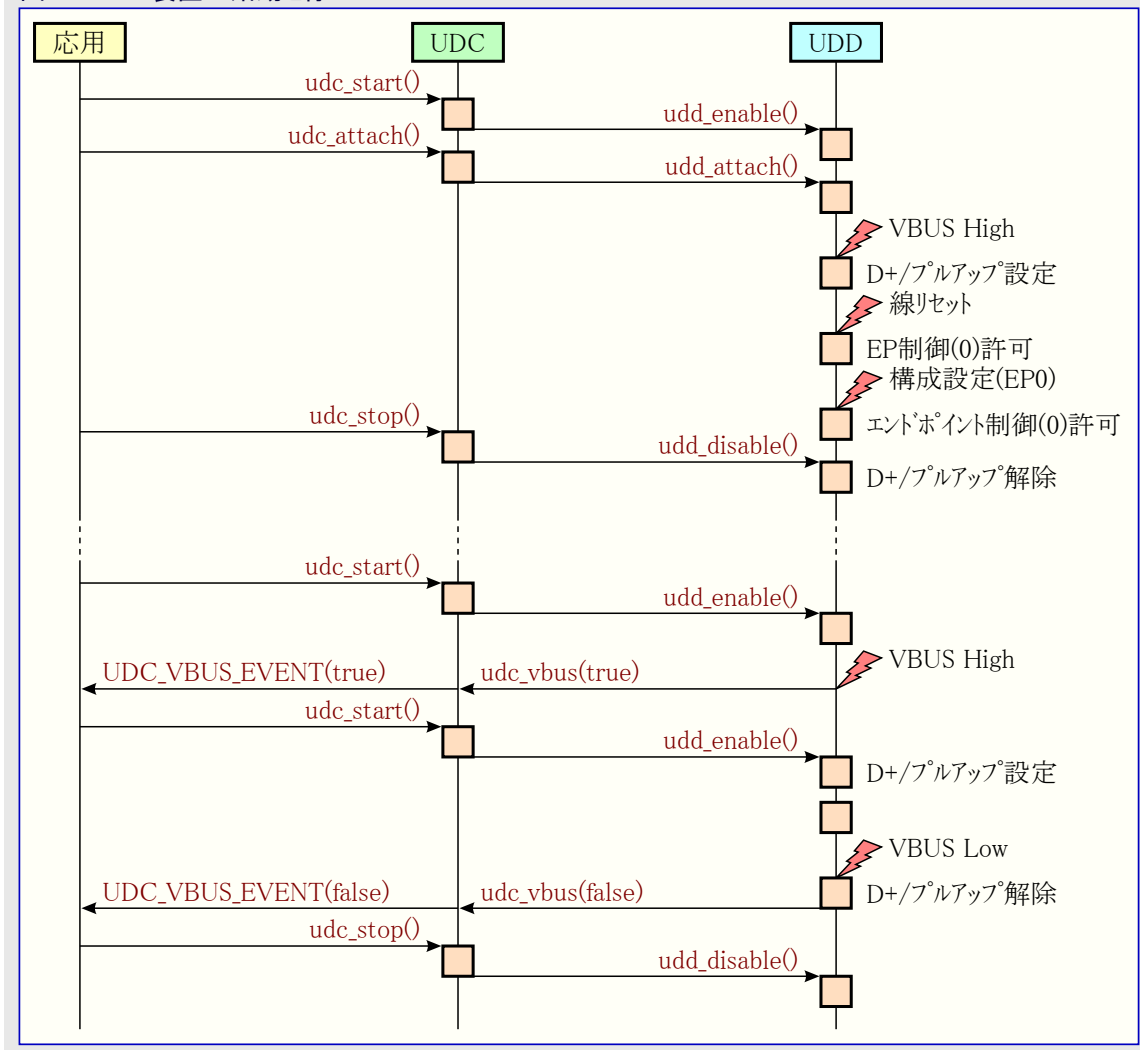 応用 UDC UDD
udc_start()
udd_enable()
udc_attach()
udd_attach()
VBUS High
D+/プルアップ設定
線リセット
EP制御(0)許可
構成設定(EP0)
udc_stop()
エンドポイント制御(0)許可
udd_disable()
D+/プルアップ解除
udc_start()
udd_enable()
VBUS High
UDC_VBUS_EVENT(true) udc_vbus(true)
udc_start()
udd_enable()
D+/プルアップ設定
VBUS Low
UDC_VBUS_EVENT(false) udc_vbus(false) D+/プルアップ解除
udc_stop()
udd_disable()